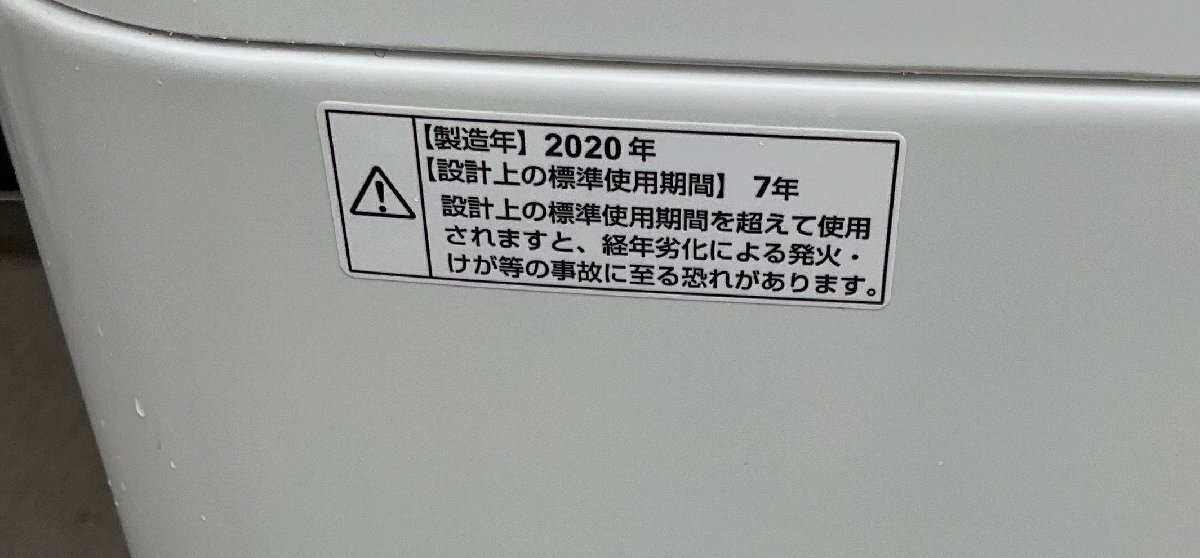 【製造年】 2020年
【設計上の標準使用期間】 7年
設計上の標準使用期間を超えて使用
されますと、経年劣化による発火・
けが等の事故に至る恐れがあります。